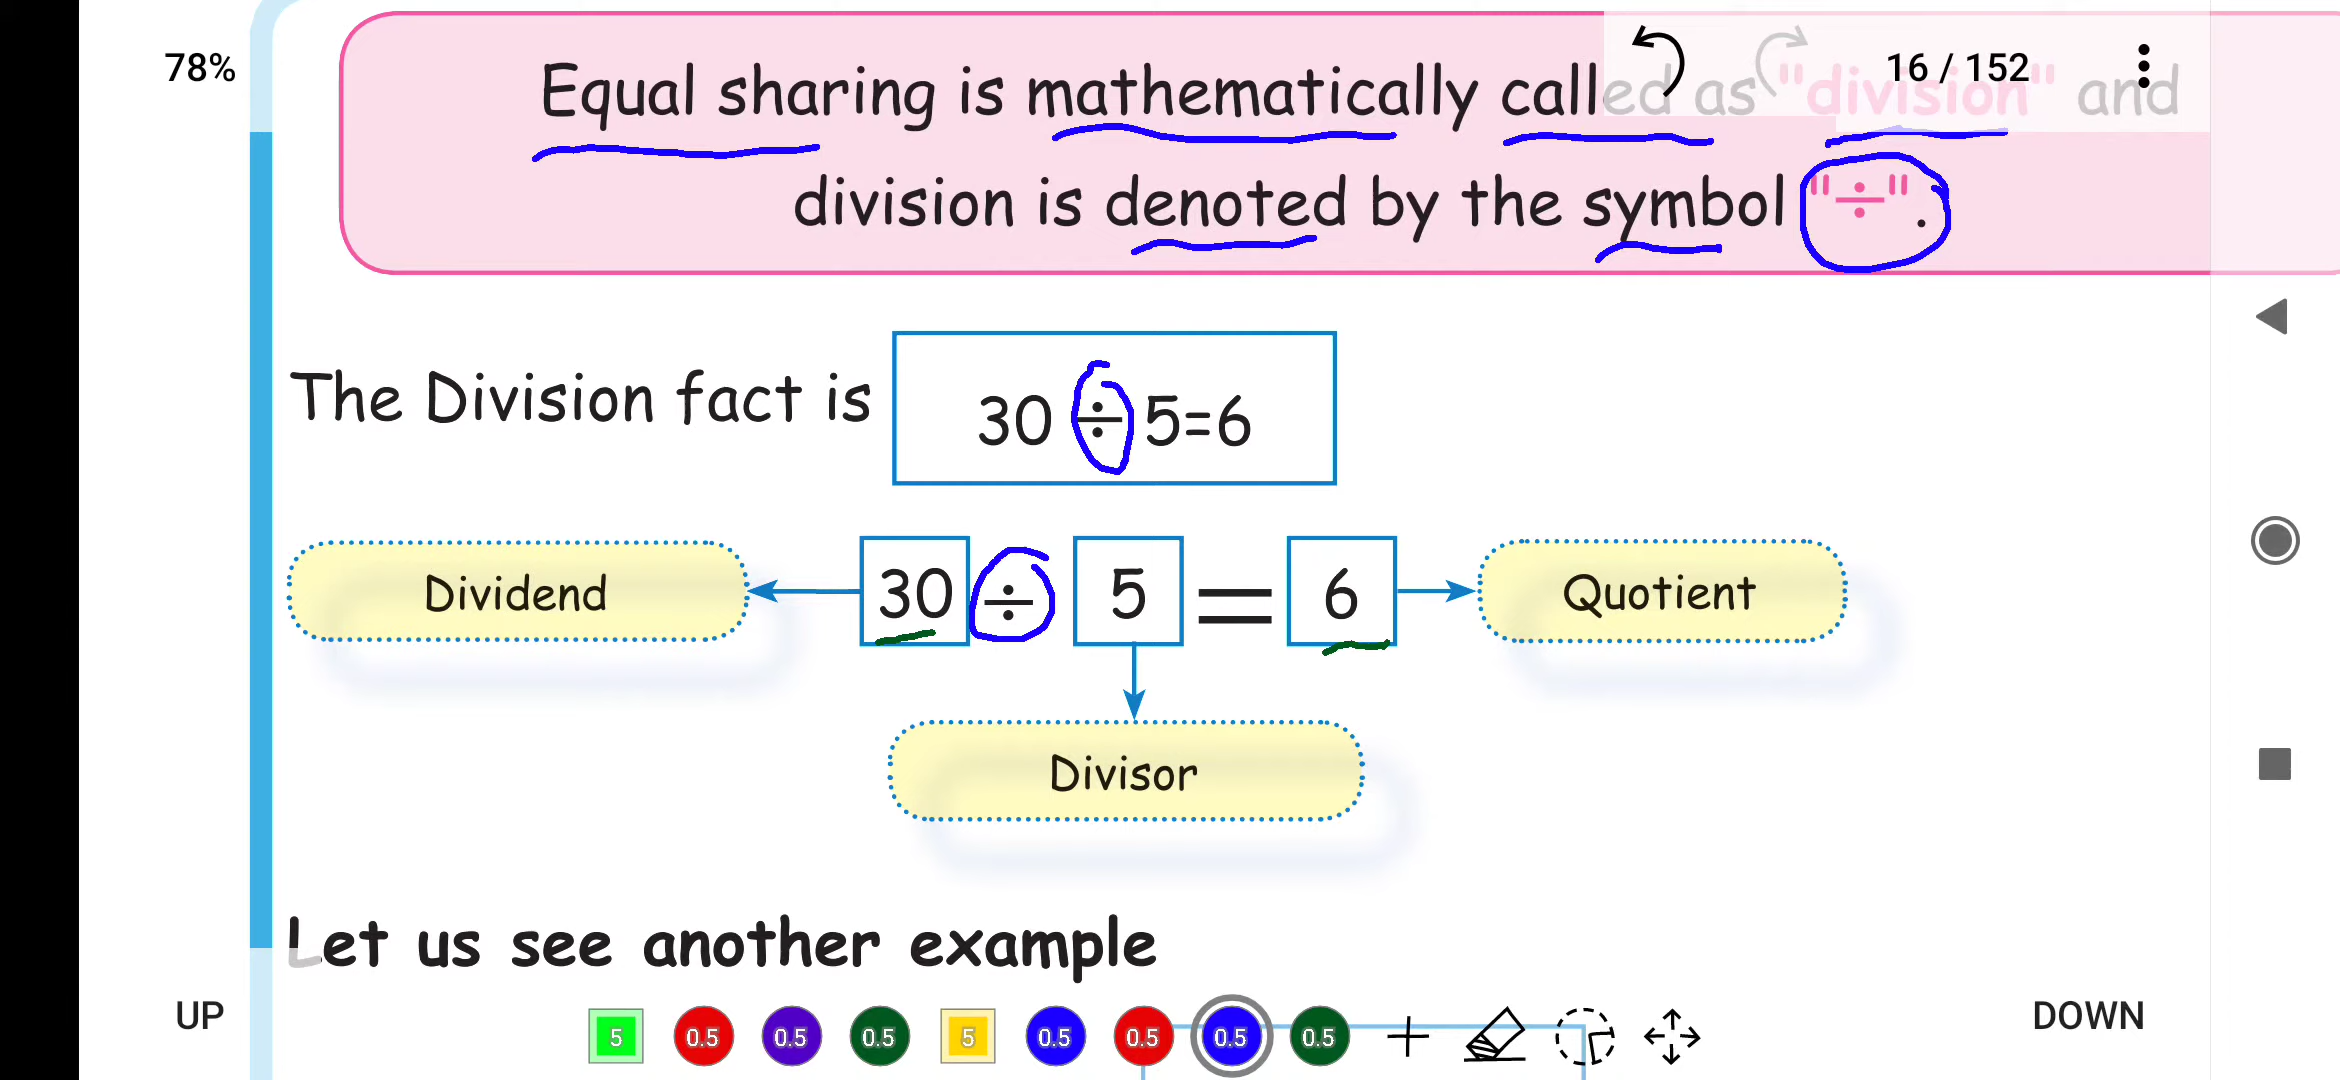 78%
16 / 152
Equal sharing is mathematically called as "division" and
division is denoted by the symbol "÷".
The Division fact is
30 ÷ 5=6
Dividend
30 ÷ 5 = 6
Quotient
Divisor
Let us see another example
UP
5 0.5 0.5 0.5 5 0.5 0.5 0.5 0.5
DOWN